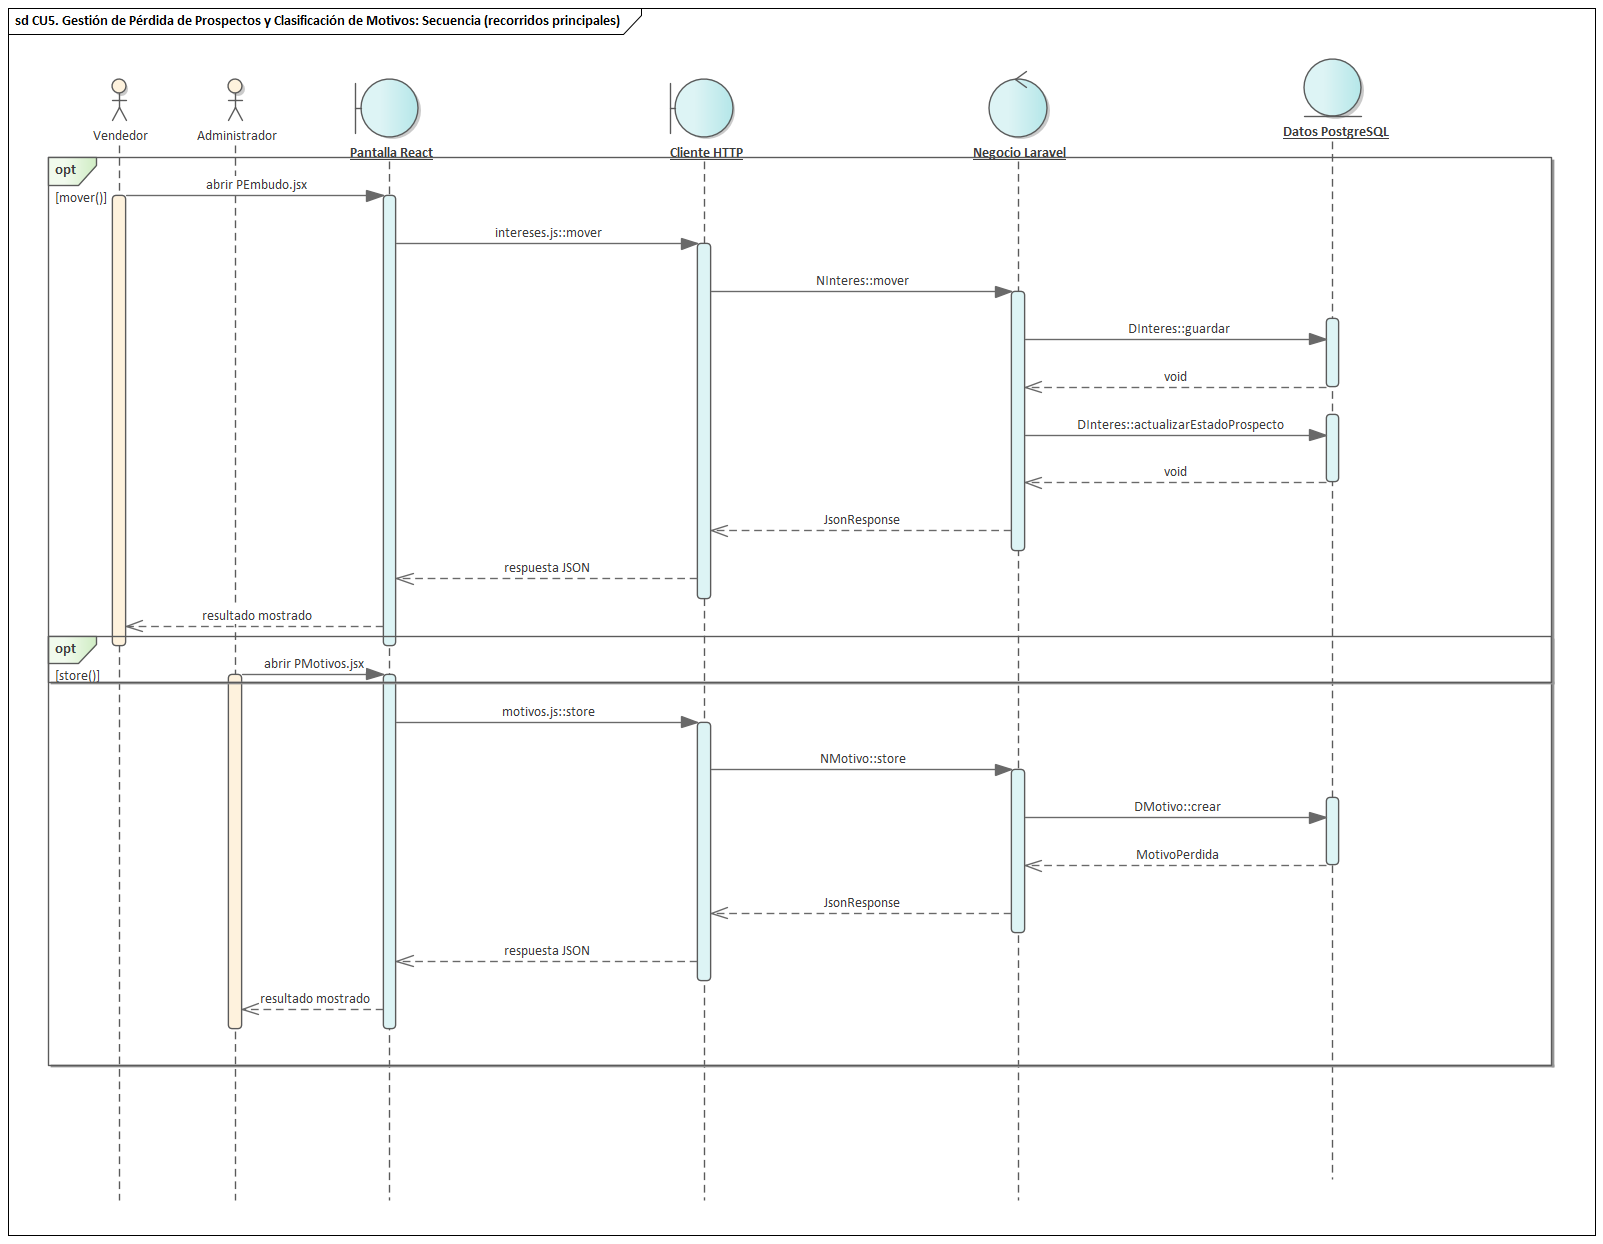 sd CU5. Gestión de Pérdida de Prospectos y Clasificación de Motivos: Secuencia (recorridos principales)
Vendedor
Administrador
Pantalla React
Cliente HTTP
Negocio Laravel
Datos PostgreSQL
opt
[mover()]
abrir PEmbudo.jsx
intereses.js::mover
NInteres::mover
DInteres::guardar
void
DInteres::actualizarEstadoProspecto
void
JsonResponse
respuesta JSON
resultado mostrado
opt
[store()]
abrir PMotivos.jsx
motivos.js::store
NMotivo::store
DMotivo::crear
MotivoPerdida
JsonResponse
respuesta JSON
resultado mostrado